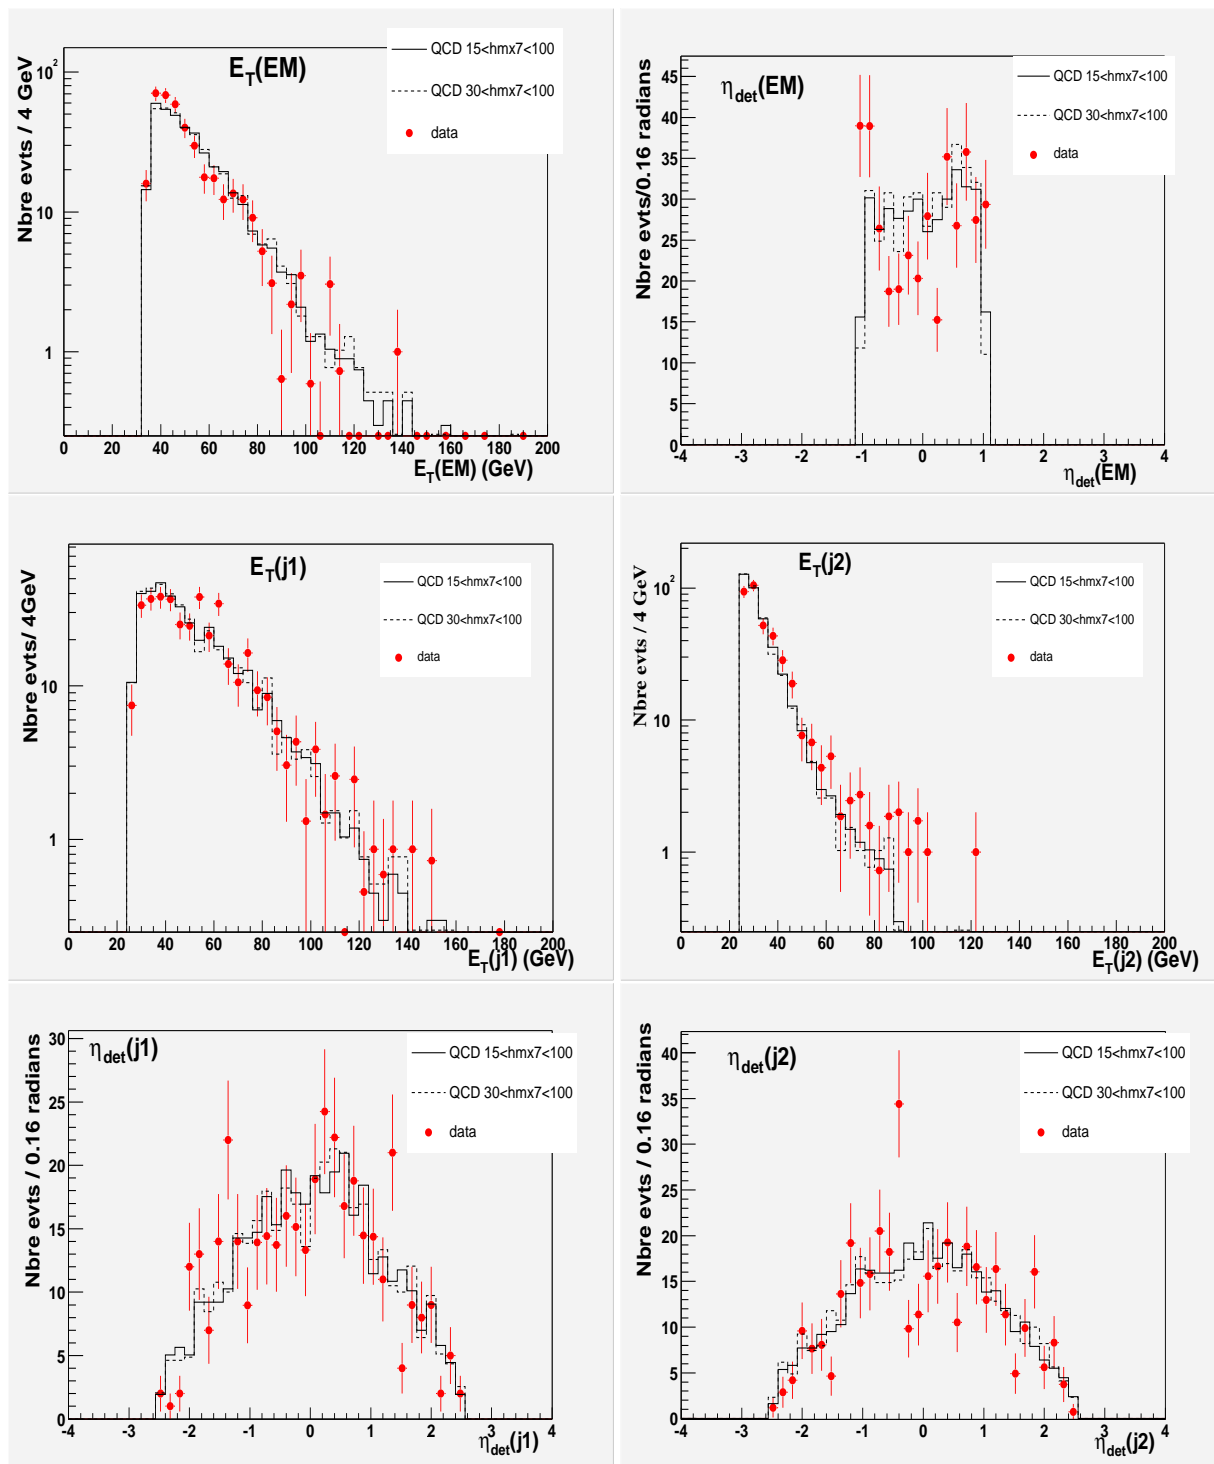 E_T(EM)
QCD 15<hmx7<100
QCD 30<hmx7<100
data
Nbre evts / 4 GeV
10^2
10
1
0 20 40 60 80 100 120 140 160 180 200
E_T(EM) (GeV)
η_det(EM)
QCD 15<hmx7<100
QCD 30<hmx7<100
data
Nbre evts/0.16 radians
45
40
35
30
25
20
15
10
5
0
-4 -3 -2 -1 0 1 2 3 4
η_det(EM)
E_T(j1)
QCD 15<hmx7<100
QCD 30<hmx7<100
data
Nbre evts/ 4GeV
10
1
0 20 40 60 80 100 120 140 160 180 200
E_T(j1) (GeV)
E_T(j2)
QCD 15<hmx7<100
QCD 30<hmx7<100
data
Nbre evts / 4 GeV
10^2
10
1
0 20 40 60 80 100 120 140 160 180 200
E_T(j2) (GeV)
η_det(j1)
QCD 15<hmx7<100
QCD 30<hmx7<100
data
Nbre evts / 0.16 radians
30
25
20
15
10
5
0
-4 -3 -2 -1 0 1 2 3 4
η_det(j1)
η_det(j2)
QCD 15<hmx7<100
QCD 30<hmx7<100
data
Nbre evts / 0.16 radians
40
35
30
25
20
15
10
5
0
-4 -3 -2 -1 0 1 2 3 4
η_det(j2)